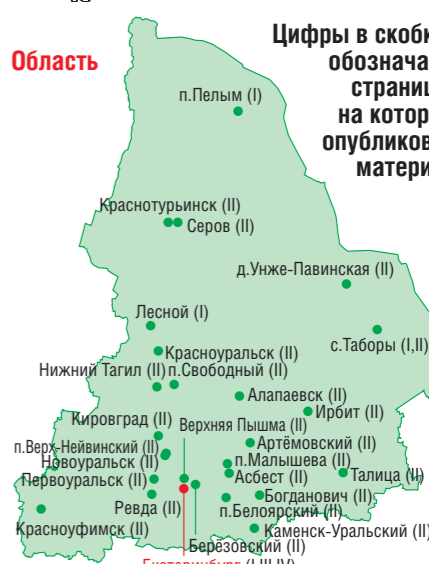 Область
Цифры в скобк
обозначa
страниц
на котор
опубликов
матери
п.Пелым (I)
Краснотурьинск (II)
Серов (II)
д.Унже-Павинская (II)
Лесной (I)
с.Таборы (I,II)
Красноуральск (II)
Нижний Тагил (II)
п.Свободный (II)
Алапаевск (II)
Ирбит (II)
Кировград (II)
Верхняя Пышма (II)
п.Верх-Нейвинский (II)
Артёмовский (II)
Новоуральск (II)
п.Малышева (II)
Первоуральск (II)
Асбест (II)
Талица (II)
Ревда (II)
Богданович (II)
п.Белоярский (II)
Красноуфимск (II)
Каменск-Уральский (II)
Берёзовский (II)